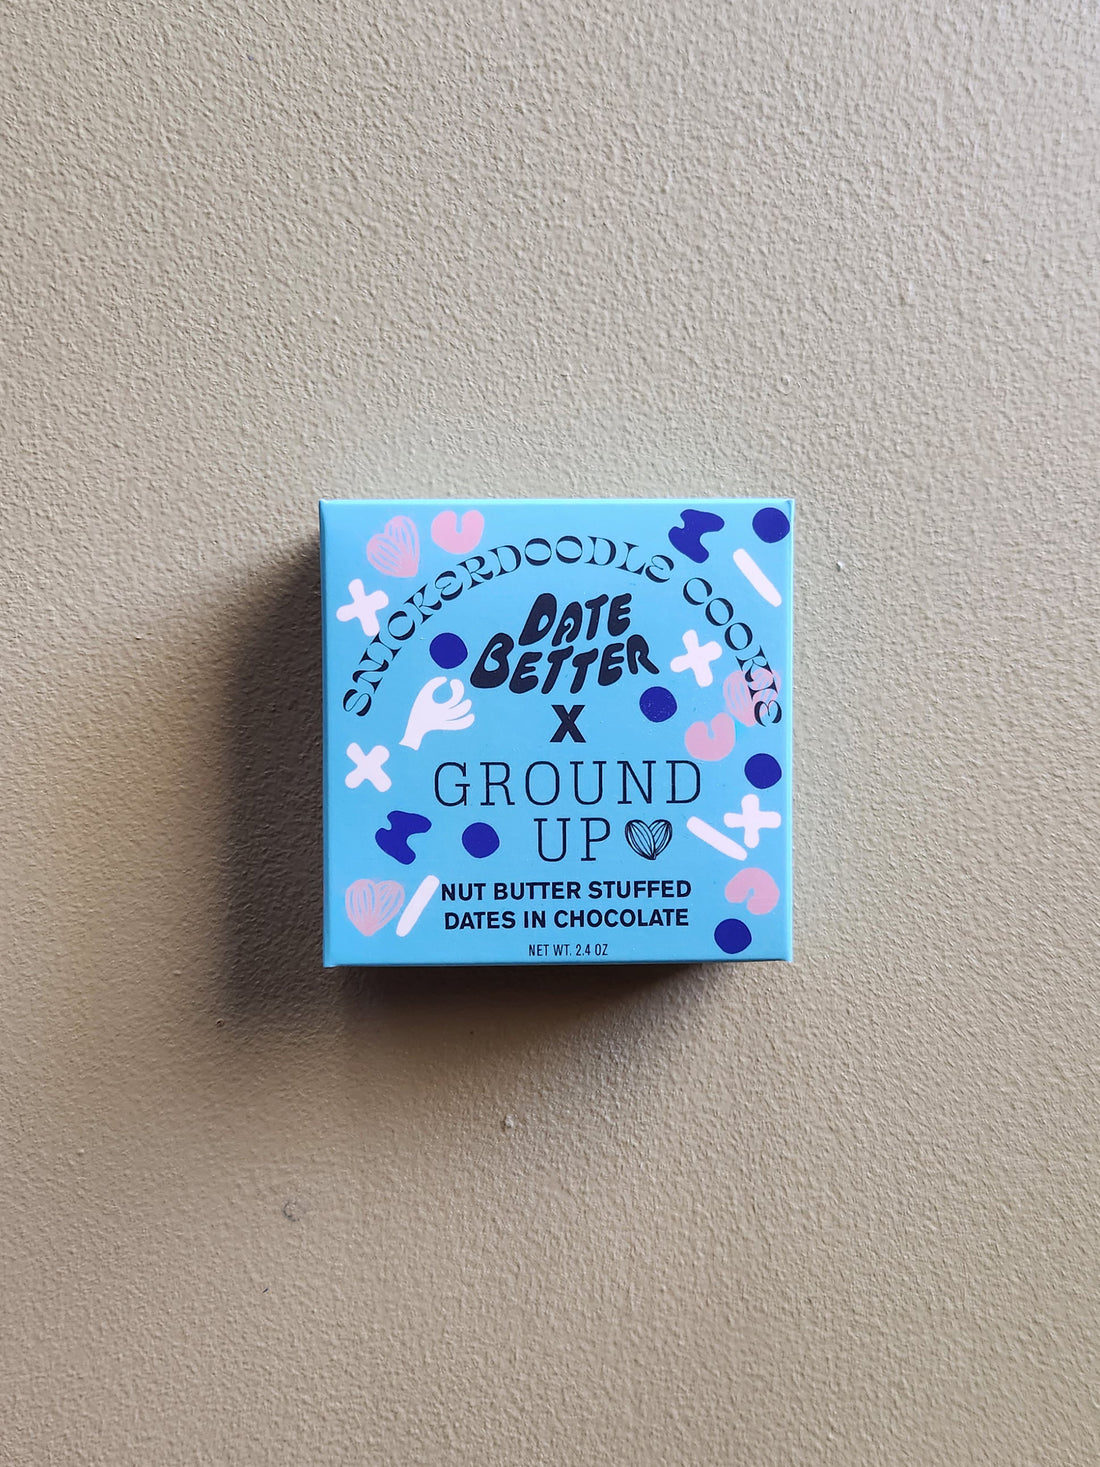 SNICKERDOODLE COOKIE
DATE
BETTER
X
GROUND
UP
NUT BUTTER STUFFED
DATES IN CHOCOLATE
NET WT. 2.4 OZ